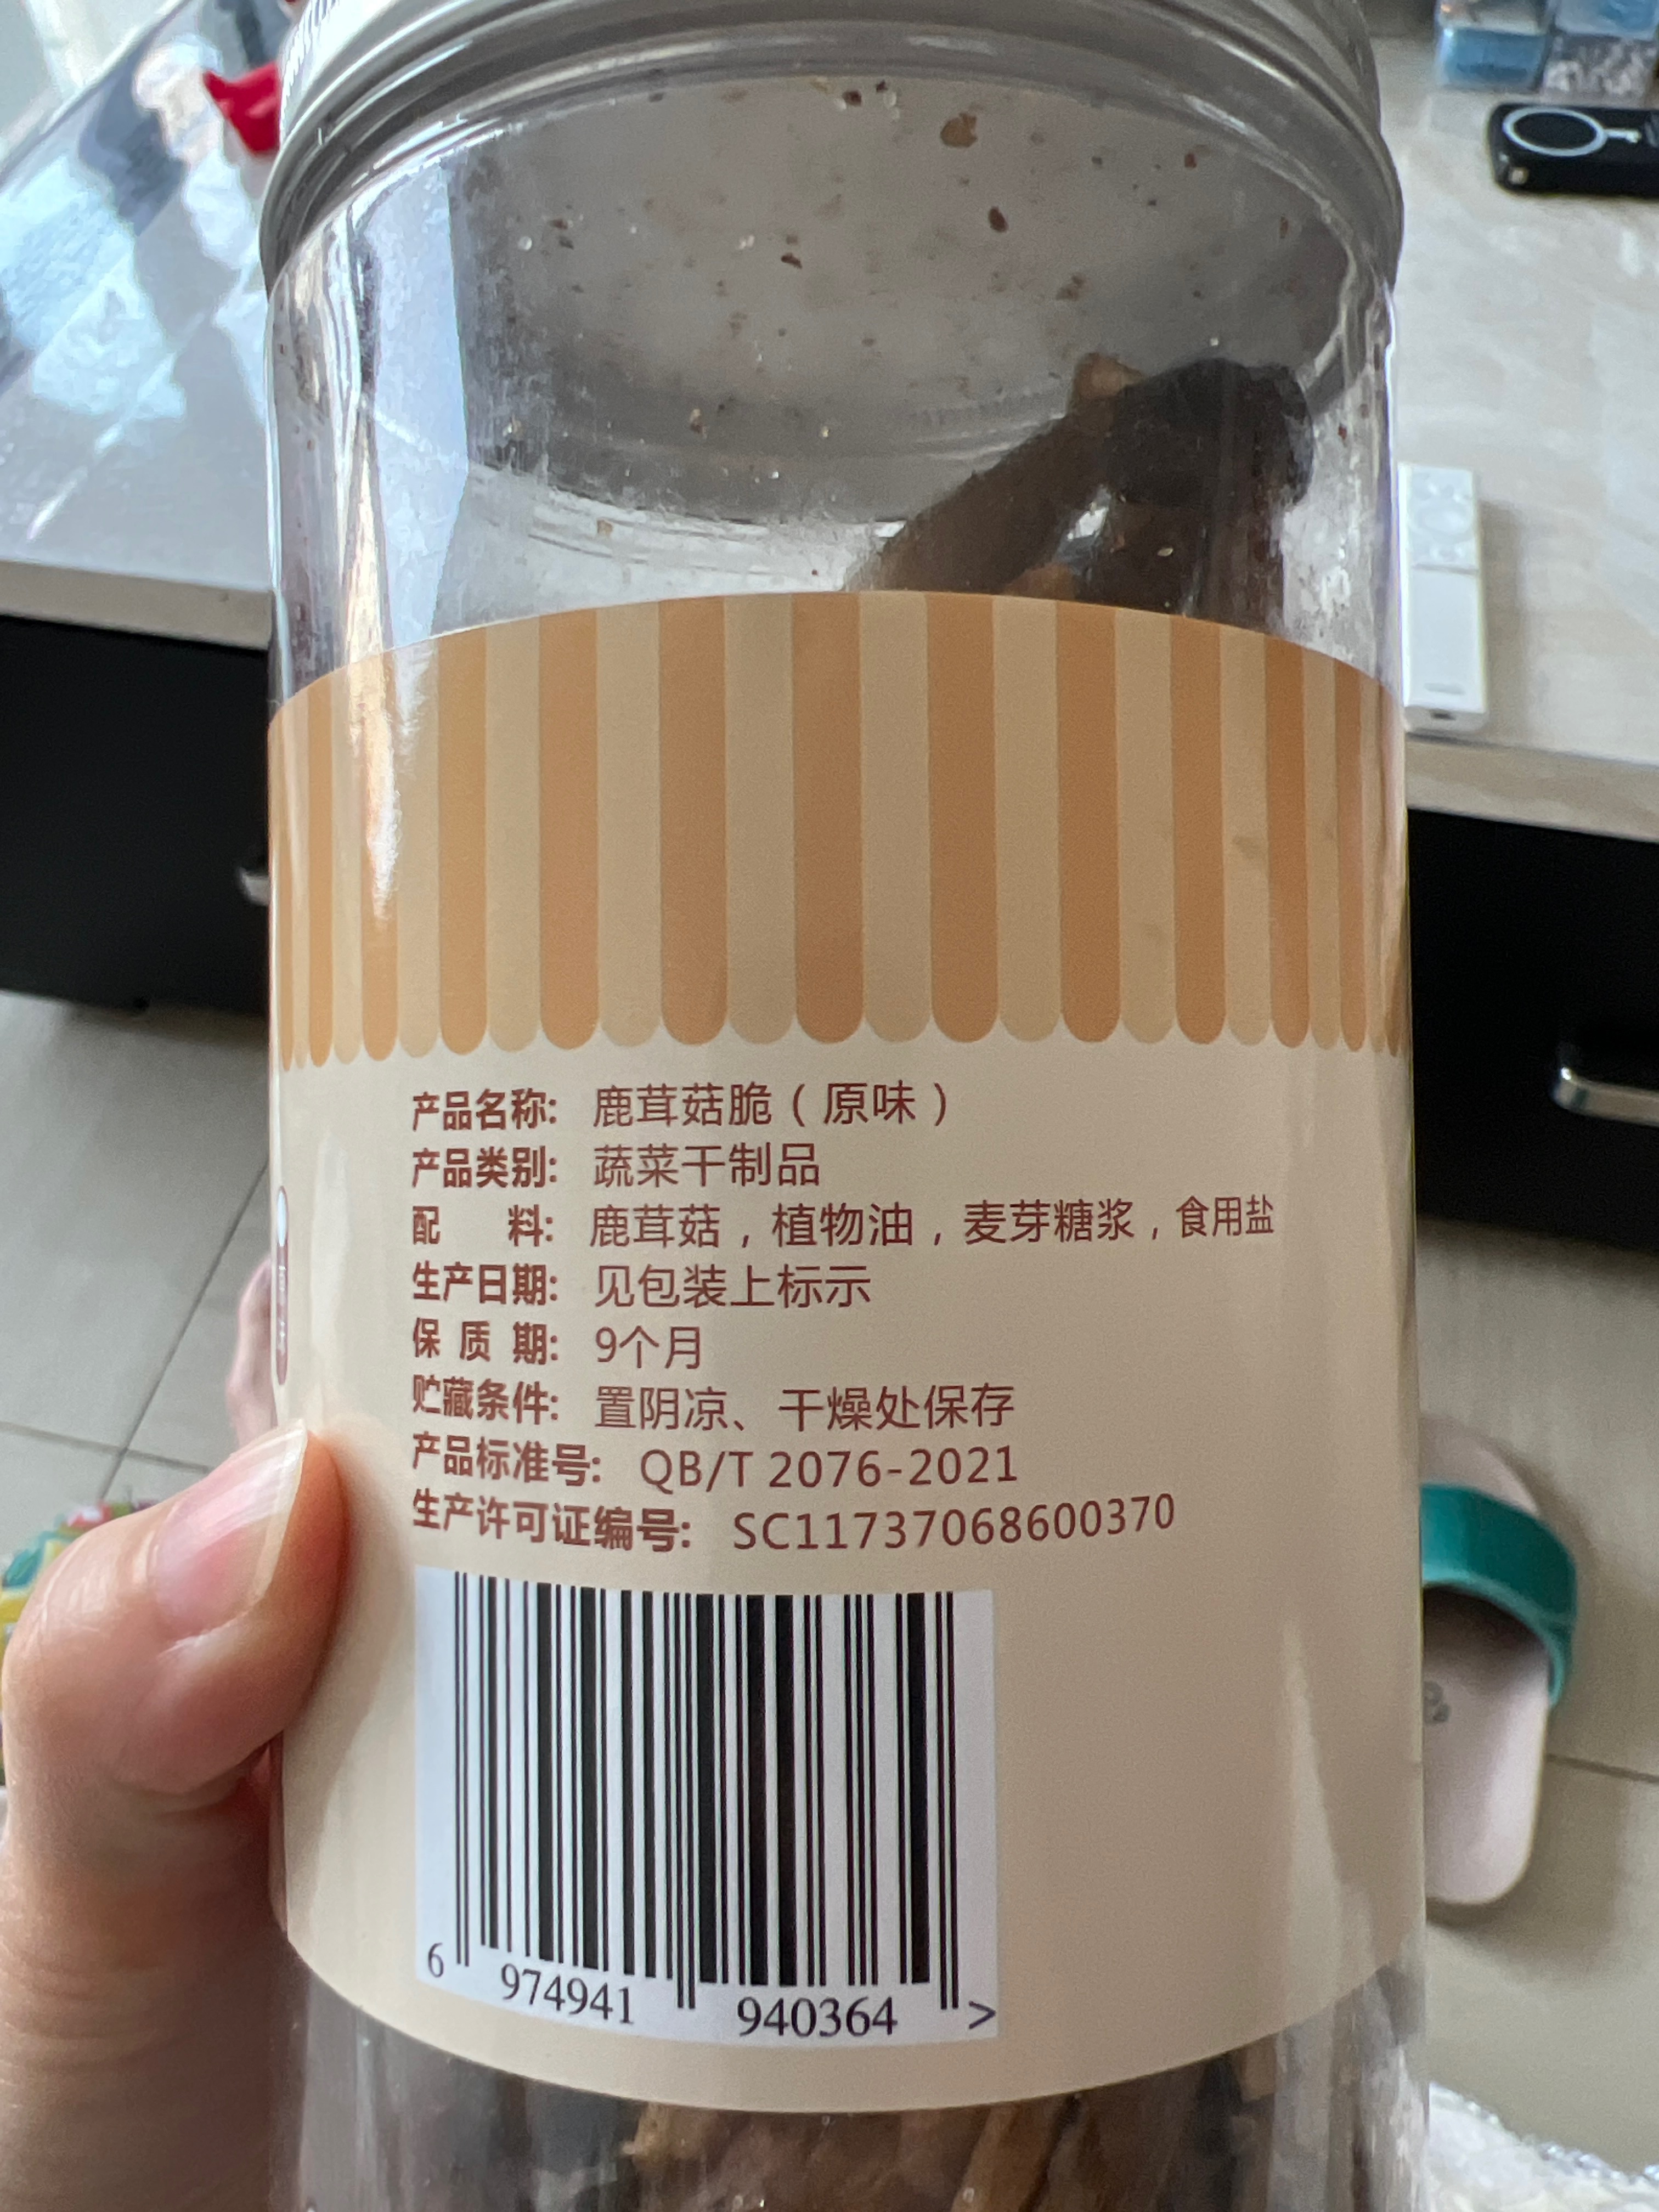 产品名称: 鹿茸菇脆（原味）
产品类别: 蔬菜干制品
配 料: 鹿茸菇，植物油，麦芽糖浆，食用盐
生产日期: 见包装上标示
保 质 期: 9个月
贮藏条件: 置阴凉、干燥处保存
产品标准号: QB/T 2076-2021
生产许可证编号: SC11737068600370
6 974941 940364 >